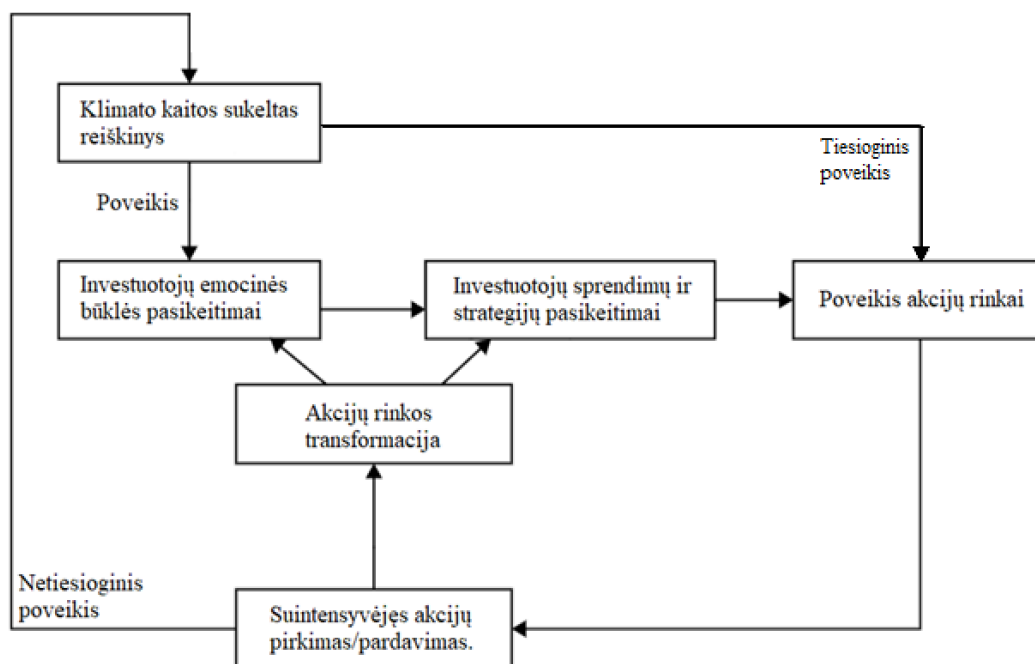 Klimato kaitos sukeltas
reiškinys
Tiesioginis
poveikis
Poveikis
Investuotojų emocinės
būklės pasikeitimai
Investuotojų sprendimų ir
strategijų pasikeitimai
Poveikis akcijų rinkai
Akcijų rinkos
transformacija
Netiesioginis
poveikis
Suintensyvėjęs akcijų
pirkimas/pardavimas.